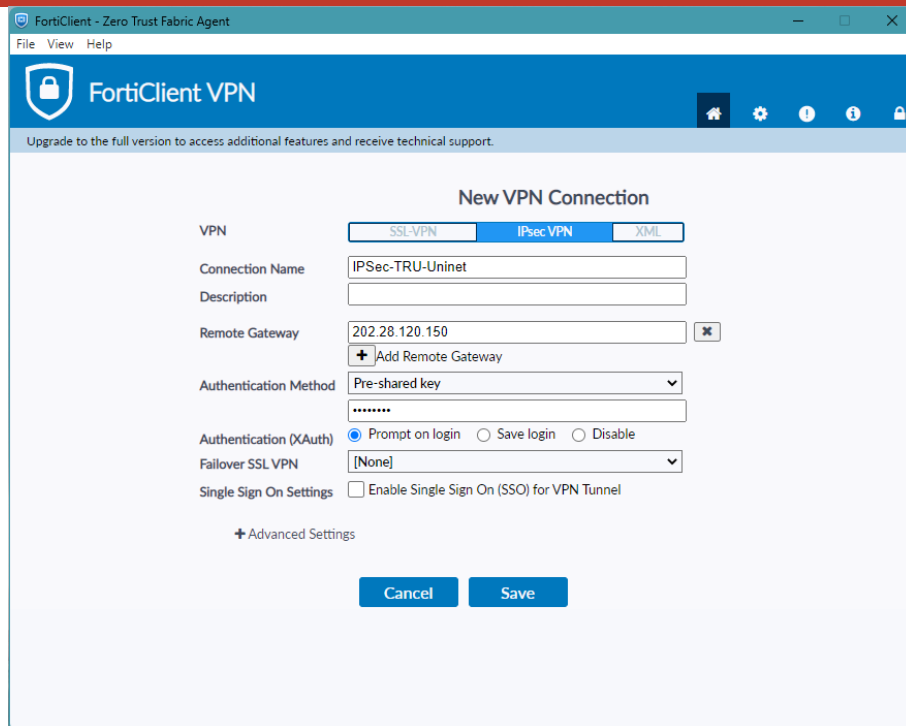 FortiClient - Zero Trust Fabric Agent
File View Help
FortiClient VPN
Upgrade to the full version to access additional features and receive technical support.
New VPN Connection
VPN SSL-VPN IPsec VPN XML
Connection Name IPSec-TRU-Uninet
Description
Remote Gateway 202.28.120.150
Add Remote Gateway
Authentication Method Pre-shared key
••••••••
Authentication (XAuth) Prompt on login Save login Disable
Failover SSL VPN [None]
Single Sign On Settings Enable Single Sign On (SSO) for VPN Tunnel
+ Advanced Settings
Cancel Save